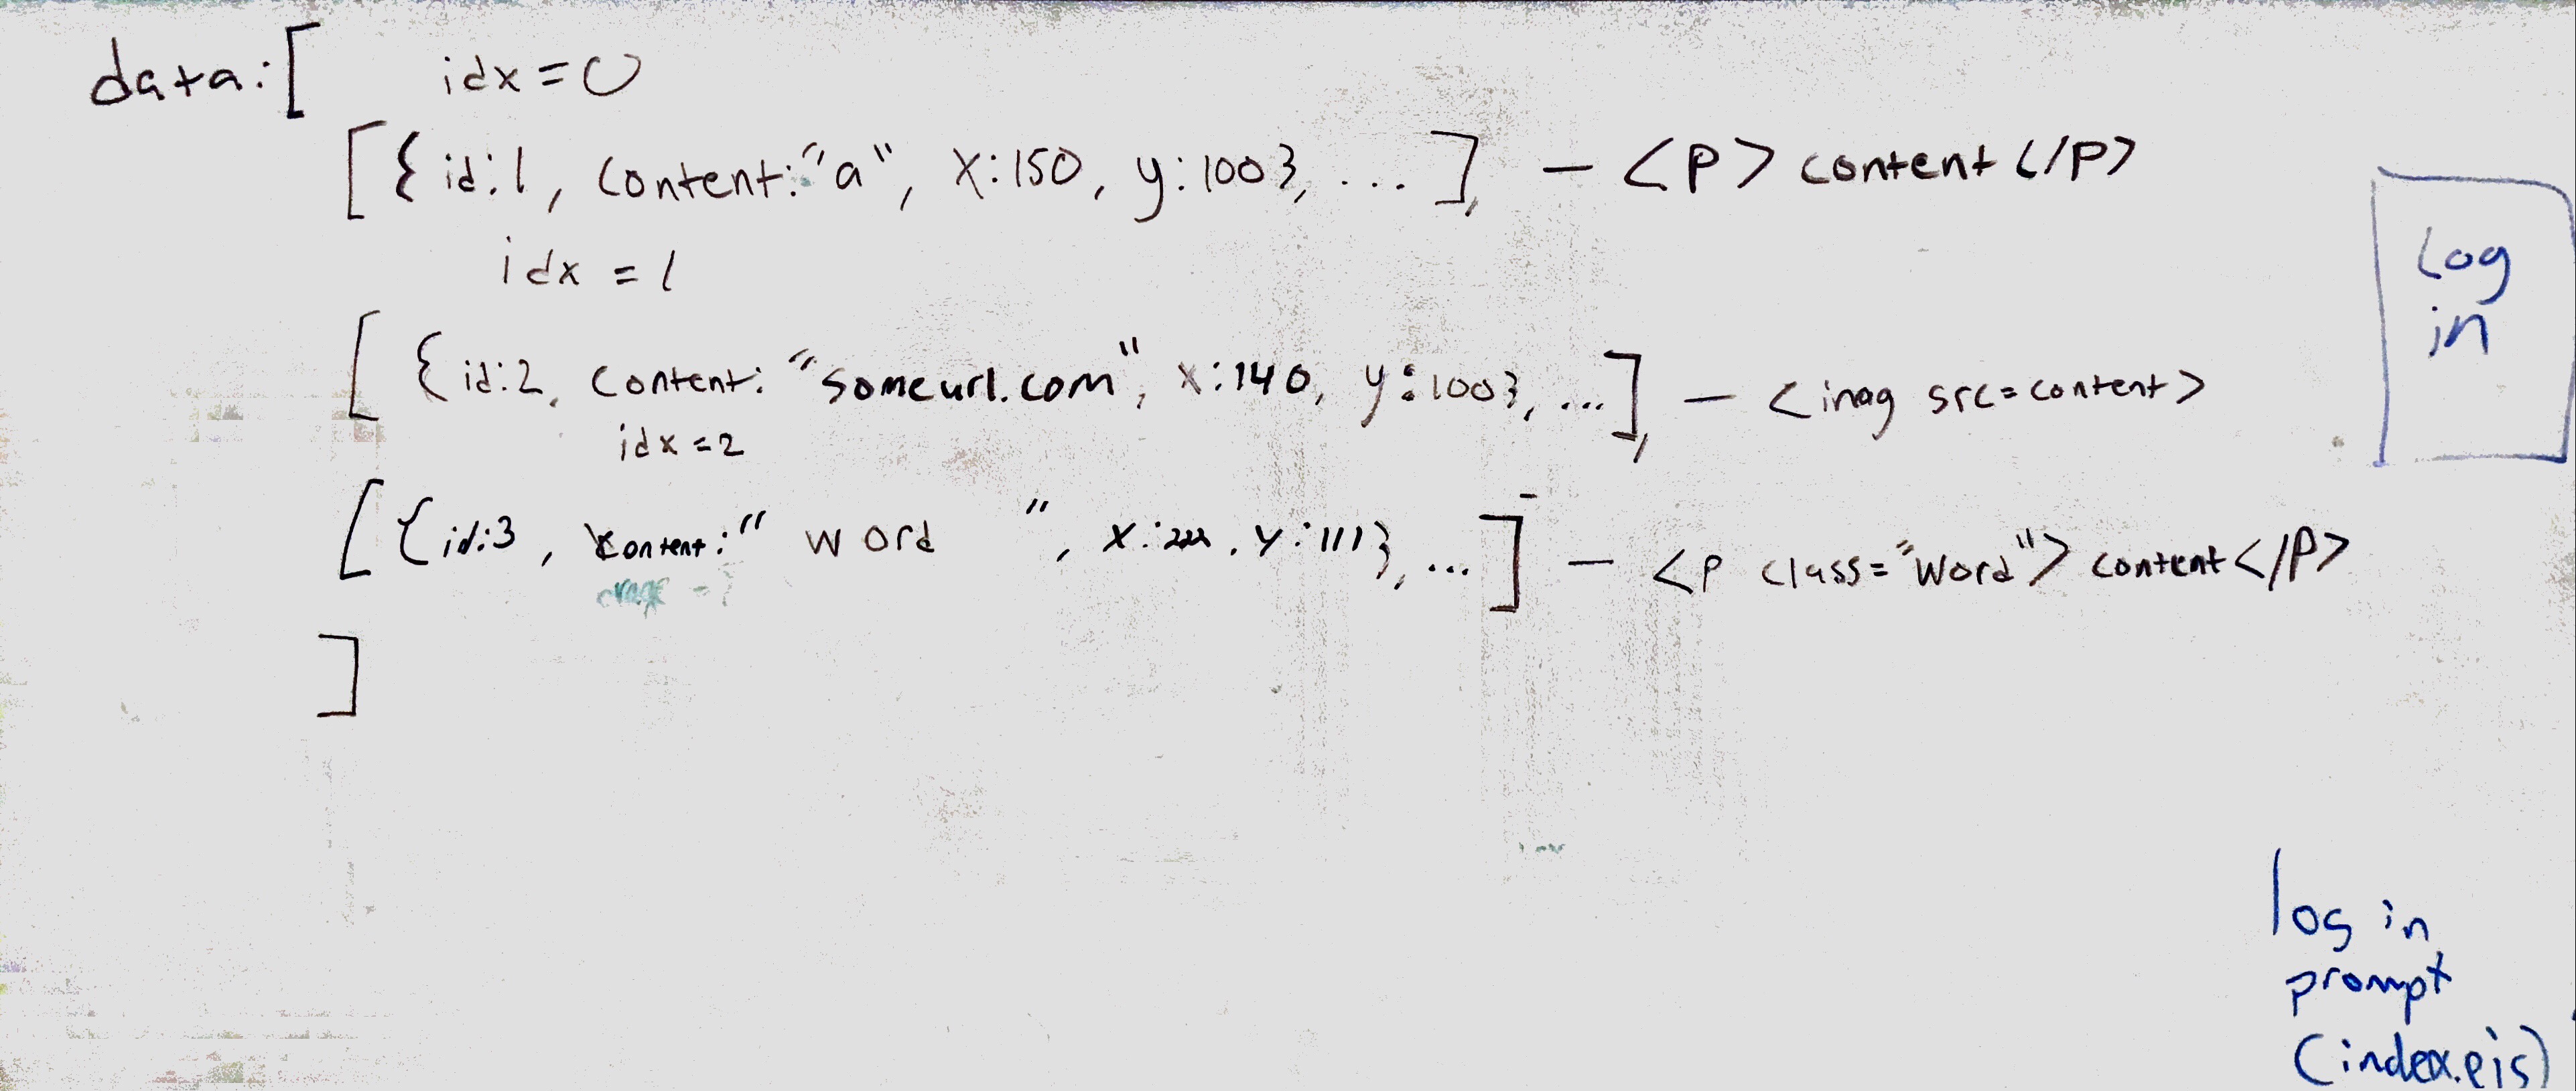 data:[ idx=0
[{id:1, content:"a", x:150, y:100}, ...], — <p> content </p>
idx=1
[{id:2, content: "someurl.com", x:140, y:100}, ...], — <imag src=content>
idx=2
[{id:3, content:" word ", x:222, y:111}, ...] — <p class="word"> content </p>
]
Log
in
log in
prompt
(index.ejs)